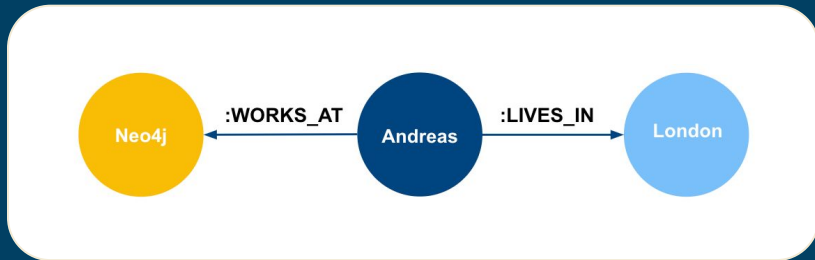 :WORKS_AT
:LIVES_IN
Neo4j
Andreas
London